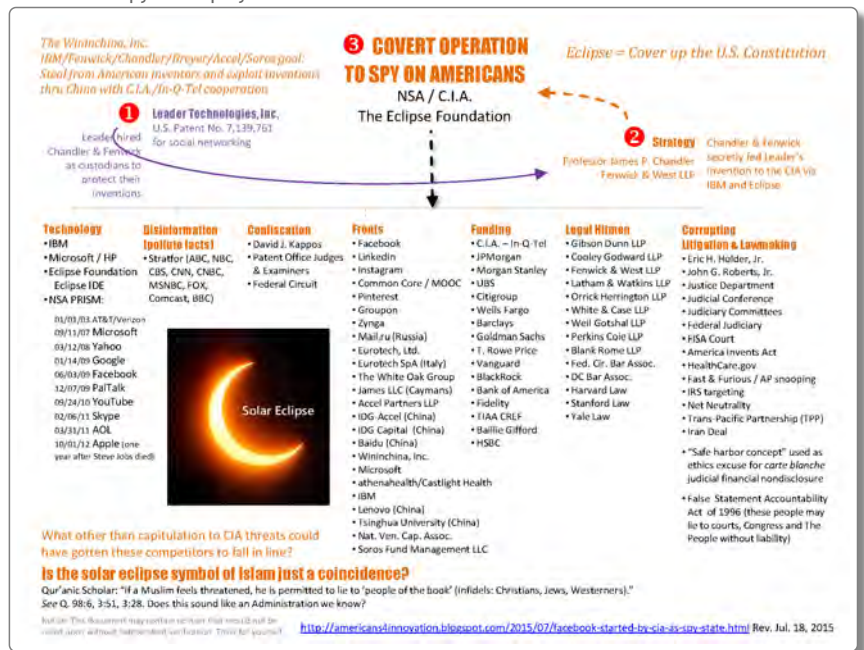 The Wininchina, Inc.
IBM/Fenwick/Chandler/Breyer/Accel/Soros goal:
Steal from American inventors and exploit inventions
thru China with C.I.A./In-Q-Tel cooperation
3 COVERT OPERATION
TO SPY ON AMERICANS
NSA / C.I.A.
The Eclipse Foundation
Eclipse = Cover up the U.S. Constitution
1 Leader Technologies, Inc.
U.S. Patent No. 7,139,761
for social networking
Leader hired
Chandler & Fenwick
as custodians to
protect their
inventions
2 Strategy
Professor James P. Chandler
Fenwick & West LLP
Chandler & Fenwick
secretly fed Leader's
invention to the CIA via
IBM and Eclipse
Technology
• IBM
• Microsoft / HP
• Eclipse Foundation
Eclipse IDE
• NSA PRISM:
01/03/03 AT&T/Verizon
09/11/07 Microsoft
03/12/08 Yahoo
01/14/09 Google
06/03/09 Facebook
12/07/09 PalTalk
09/24/10 YouTube
02/06/11 Skype
03/31/11 AOL
10/01/12 Apple (one
year after Steve Jobs died)
Disinformation
(pollute facts)
• Stratfor (ABC, NBC,
CBS, CNN, CNBC,
MSNBC, FOX,
Comcast, BBC)
Confiscation
• David J. Kappos
• Patent Office Judges
& Examiners
• Federal Circuit
Solar Eclipse
Fronts
• Facebook
• LinkedIn
• Instagram
• Common Core / MOOC
• Pinterest
• Groupon
• Zynga
• Mail.ru (Russia)
• Eurotech, Ltd.
• Eurotech SpA (Italy)
• The White Oak Group
• James LLC (Caymans)
• Accel Partners LLP
• IDG-Accel (China)
• IDG Capital (China)
• Baidu (China)
• Wininchina, Inc.
• Microsoft
• athenahealth/Castlight Health
• IBM
• Lenovo (China)
• Tsinghua University (China)
• Nat. Ven. Cap. Assoc.
• Soros Fund Management LLC
Funding
• C.I.A. – In-Q-Tel
• JPMorgan
• Morgan Stanley
• UBS
• Citigroup
• Wells Fargo
• Barclays
• Goldman Sachs
• T. Rowe Price
• Vanguard
• BlackRock
• Bank of America
• Fidelity
• TIAA CREF
• Baillie Gifford
• HSBC
Legal Hitmen
• Gibson Dunn LLP
• Cooley Godward LLP
• Fenwick & West LLP
• Latham & Watkins LLP
• Orrick Herrington LLP
• White & Case LLP
• Weil Gotshal LLP
• Perkins Coie LLP
• Blank Rome LLP
• Fed. Cir. Bar Assoc.
• DC Bar Assoc.
• Harvard Law
• Stanford Law
• Yale Law
Corrupting
Litigation & Lawmaking
• Eric H. Holder, Jr.
• John G. Roberts, Jr.
• Justice Department
• Judicial Conference
• Judiciary Committees
• Federal Judiciary
• FISA Court
• America Invents Act
• HealthCare.gov
• Fast & Furious / AP snooping
• IRS targeting
• Net Neutrality
• Trans-Pacific Partnership (TPP)
• Iran Deal
• "Safe harbor concept" used as
ethics excuse for carte blanche
judicial financial nondisclosure
• False Statement Accountability
Act of 1996 (these people may
lie to courts, Congress and The
People without liability)
What other than capitulation to CIA threats could
have gotten these competitors to fall in line?
Is the solar eclipse symbol of Islam just a coincidence?
Qur'anic Scholar: "If a Muslim feels threatened, he is permitted to lie to 'people of the book' (infidels: Christians, Jews, Westerners)."
See Q. 98:6, 3:51, 3:28. Does this sound like an Administration we know?
Notice: This document may contain opinion that should not be
relied upon without independent verification. Think for yourself.
http://americans4innovation.blogspot.com/2015/07/facebook-started-by-cia-as-spy-state.html Rev. Jul. 18, 2015